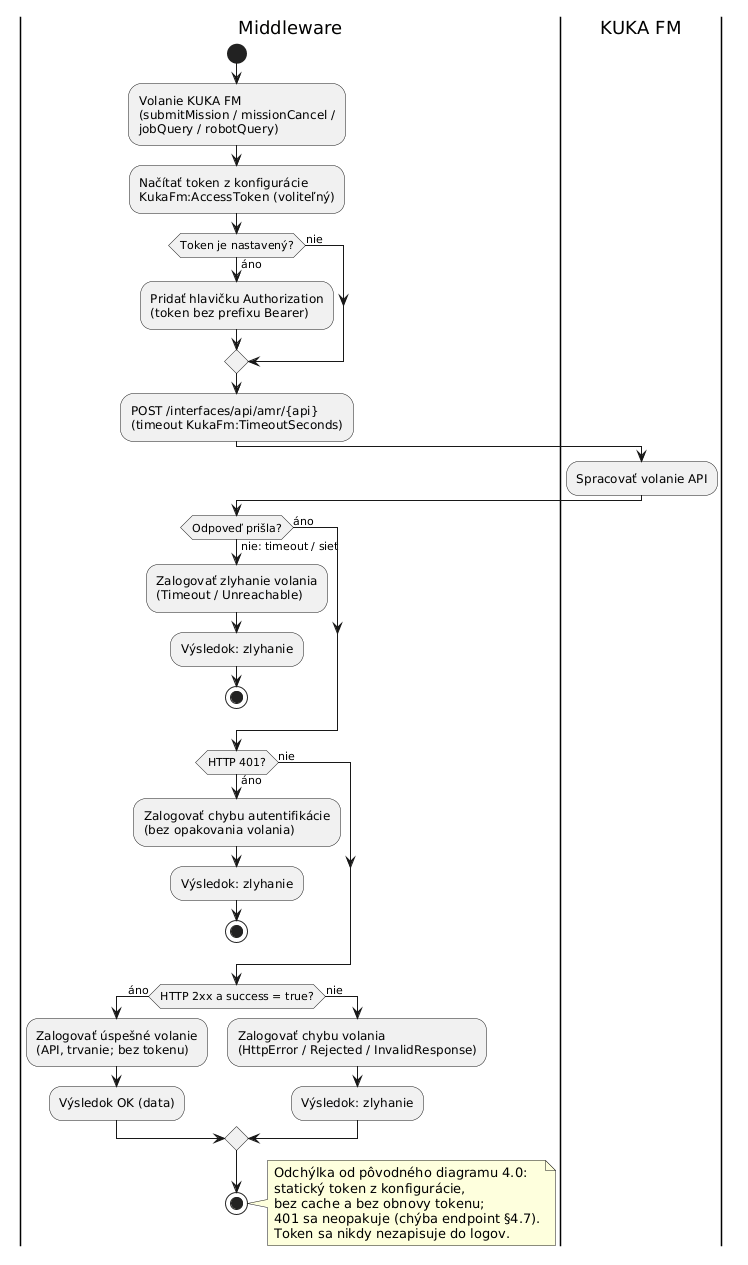 Middleware
KUKA FM
Volanie KUKA FM
(submitMission / missionCancel /
jobQuery / robotQuery)
Načítať token z konfigurácie
KukaFm:AccessToken (voliteľný)
Token je nastavený?
nie
áno
Pridať hlavičku Authorization
(token bez prefixu Bearer)
POST /interfaces/api/amr/{api}
(timeout KukaFm:TimeoutSeconds)
Spracovať volanie API
Odpoveď prišla?
áno
nie: timeout / sieť
Zalogovať zlyhanie volania
(Timeout / Unreachable)
Výsledok: zlyhanie
HTTP 401?
nie
áno
Zalogovať chybu autentifikácie
(bez opakovania volania)
Výsledok: zlyhanie
áno
HTTP 2xx a success = true?
nie
Zalogovať úspešné volanie
(API, trvanie; bez tokenu)
Zalogovať chybu volania
(HttpError / Rejected / InvalidResponse)
Výsledok OK (data)
Výsledok: zlyhanie
Odchýlka od pôvodného diagramu 4.0:
statický token z konfigurácie,
bez cache a bez obnovy tokenu;
401 sa neopakuje (chýba endpoint §4.7).
Token sa nikdy nezapisuje do logov.